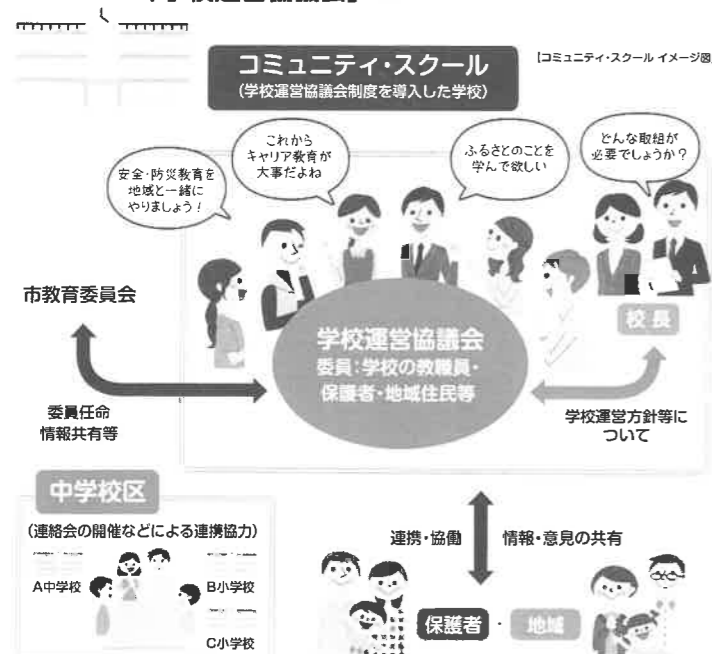 コミュニティ・スクール
(学校運営協議会制度を導入した学校)
【コミュニティ・スクール イメージ図
安全・防災教育を
地域と一緒に
やりましょう!
これから
キャリア教育が
大事だよね
ふるさとのことを
学んで欲しい
どんな取組が
必要でしょうか?
市教育委員会
校長
学校運営協議会
委員:学校の教職員・
保護者・地域住民等
委員任命
情報共有等
学校運営方針等に
ついて
中学校区
(連絡会の開催などによる連携協力)
A中学校
B小学校
C小学校
連携・協働
情報・意見の共有
保護者・地域